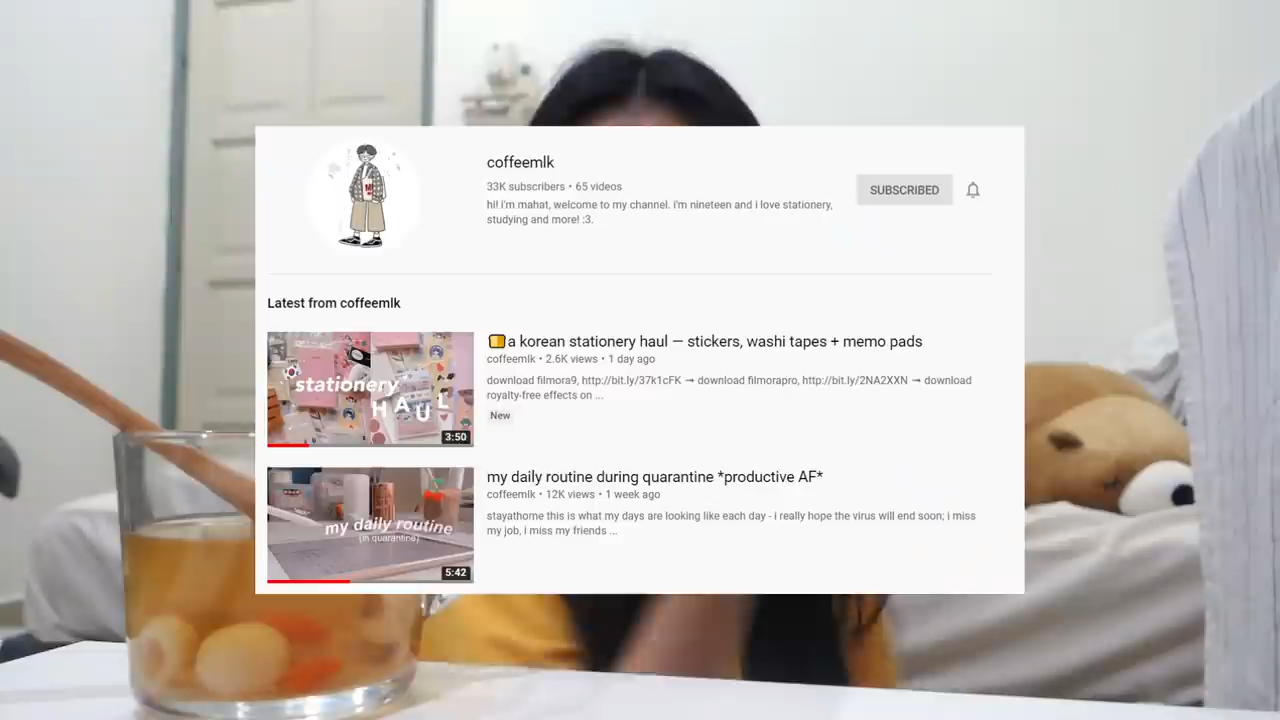 coffeemlk
33K subscribers • 65 videos
SUBSCRIBED
hi! i'm mahat, welcome to my channel. i'm nineteen and i love stationery,
studying and more! :3.
M
Latest from coffeemlk
a korean stationery haul — stickers, washi tapes + memo pads
coffeemlk • 2.6K views • 1 day ago
download filmora9, http://bit.ly/37k1cFK ➞ download filmorapro, http://bit.ly/2NA2XXN ➞ download
royalty-free effects on ...
New
stationery
HAUL
3:50
my daily routine during quarantine *productive AF*
coffeemlk • 12K views • 1 week ago
stayathome this is what my days are looking like each day - i really hope the virus will end soon; i miss
my job, i miss my friends ...
my daily routine
(in quarantine)
5:42